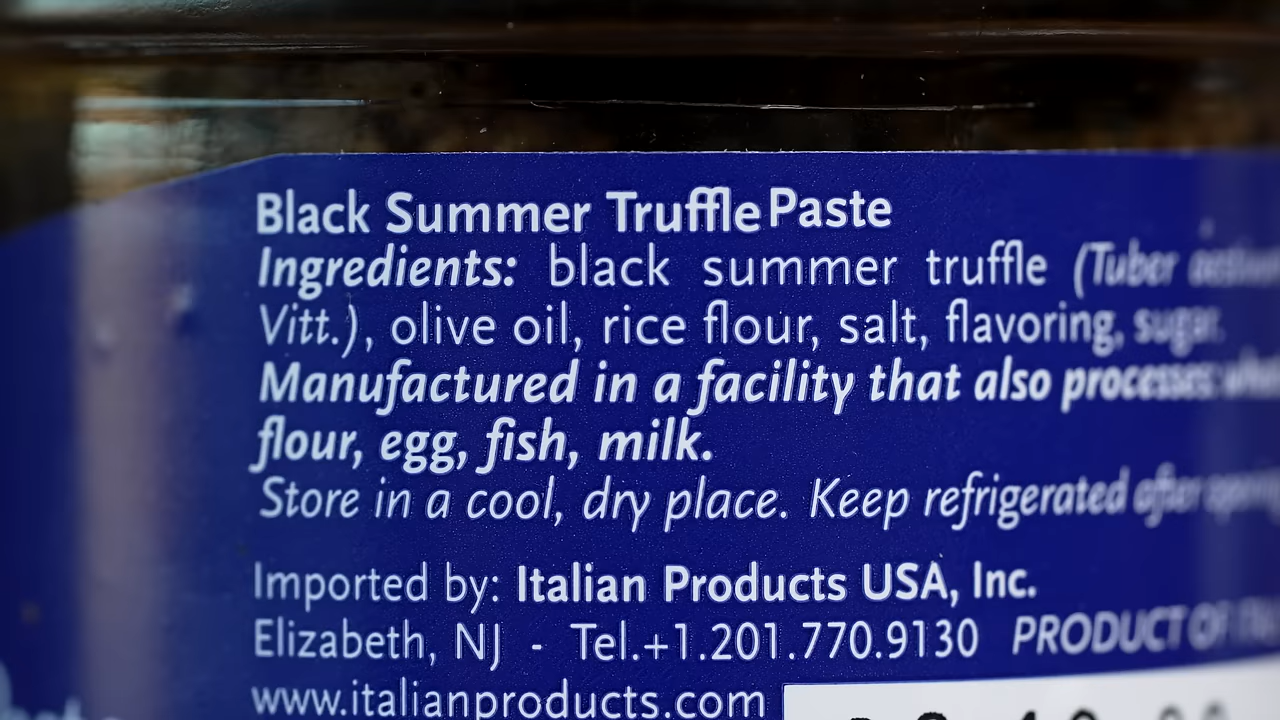 Black Summer Truffle Paste
Ingredients: black summer truffle (Tuber
Vitt.), olive oil, rice flour, salt, flavoring, sugar.
Manufactured in a facility that also processes
flour, egg, fish, milk.
Store in a cool, dry place. Keep refrigerated after
Imported by: Italian Products USA, Inc.
Elizabeth, NJ - Tel.+1.201.770.9130 PRODUCT OF
www.italianproducts.com